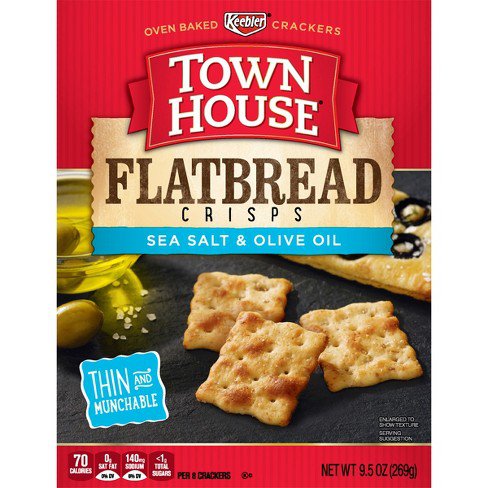 OVEN BAKED Keebler CRACKERS
TOWN
HOUSE
FLATBREAD
CRISPS
SEA SALT & OLIVE OIL
THIN AND
MUNCHABLE
ENLARGED TO
SHOW TEXTURE
SERVING
SUGGESTION
70 0g 140mg <1g
CALORIES SAT FAT SODIUM TOTAL
0% DV 6% DV SUGARS
PER 8 CRACKERS
NET WT 9.5 OZ (269g)